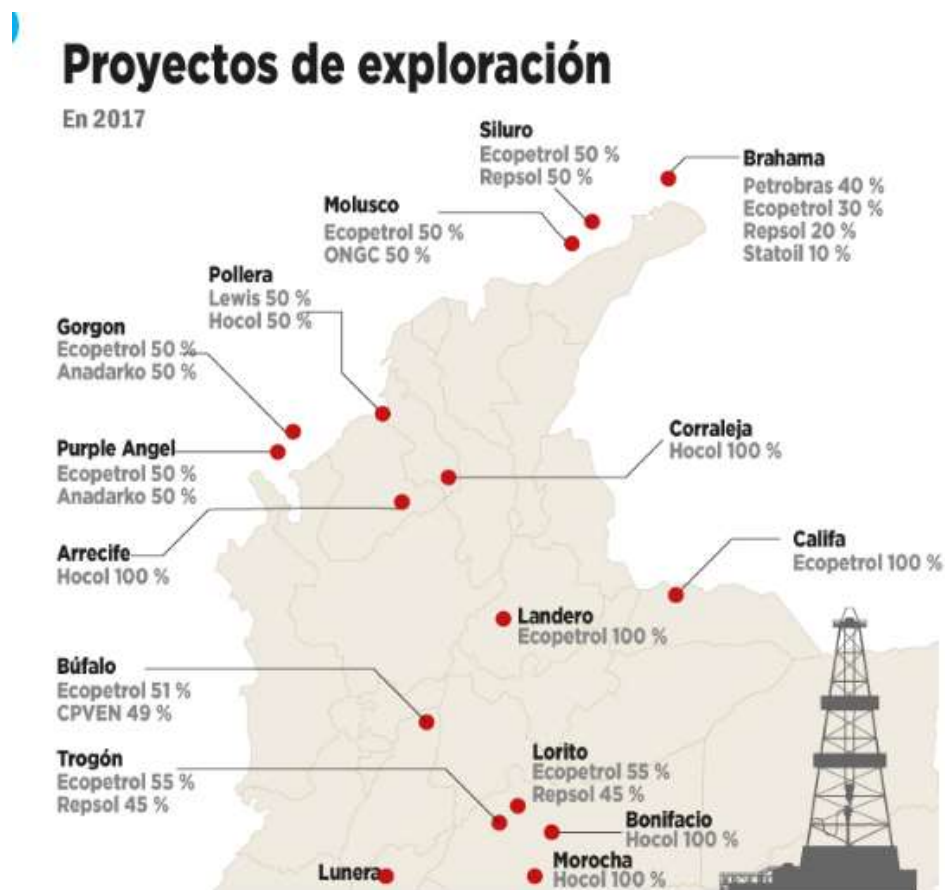 Proyectos de exploración
En 2017
Siluro
Ecopetrol 50 %
Repsol 50 %
Brahama
Petrobras 40 %
Ecopetrol 30 %
Repsol 20 %
Statoil 10 %
Molusco
Ecopetrol 50 %
ONGC 50 %
Pollera
Lewis 50 %
Hocol 50 %
Gorgon
Ecopetrol 50 %
Anadarko 50 %
Purple Angel
Ecopetrol 50 %
Anadarko 50 %
Corraleja
Hocol 100 %
Arrecife
Hocol 100 %
Califa
Ecopetrol 100 %
Landero
Ecopetrol 100 %
Búfalo
Ecopetrol 51 %
CPVEN 49 %
Trogón
Ecopetrol 55 %
Repsol 45 %
Lorito
Ecopetrol 55 %
Repsol 45 %
Bonifacio
Hocol 100 %
Lunera
Morocha
Hocol 100 %